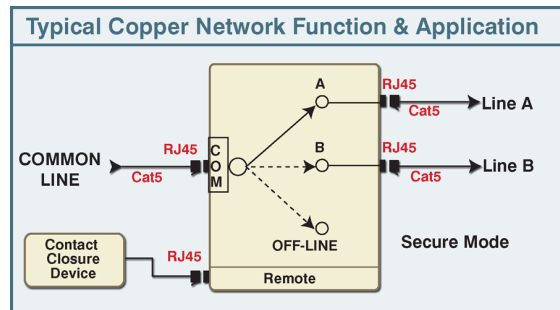 Typical Copper Network Function & Application
A
RJ45
Cat5
Line A
COMMON
LINE
RJ45
Cat5
C
O
M
B
RJ45
Cat5
Line B
OFF-LINE
Secure Mode
Contact
Closure
Device
RJ45
Remote